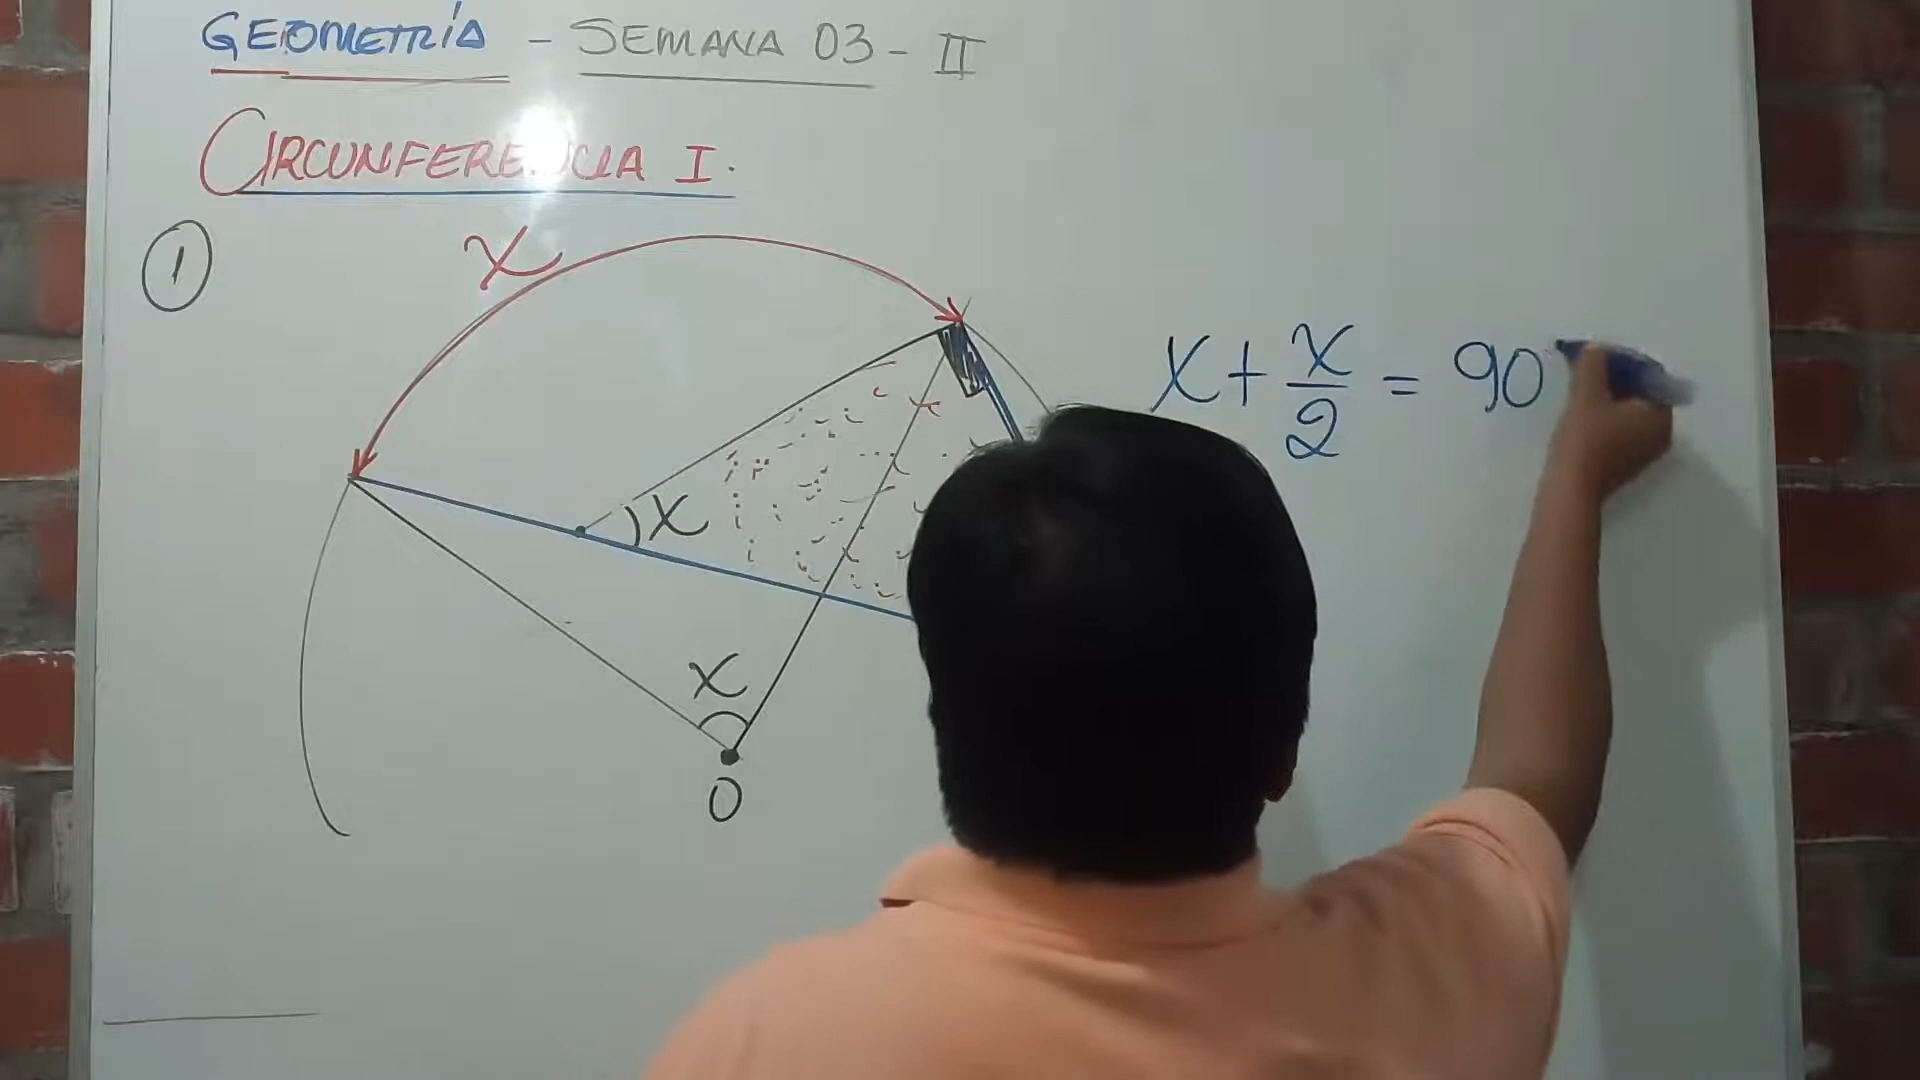 GEOMETRÍA - SEMANA 03 - II
CIRCUNFERENCIA I.
1
x
x + x/2 = 90
x
x
O